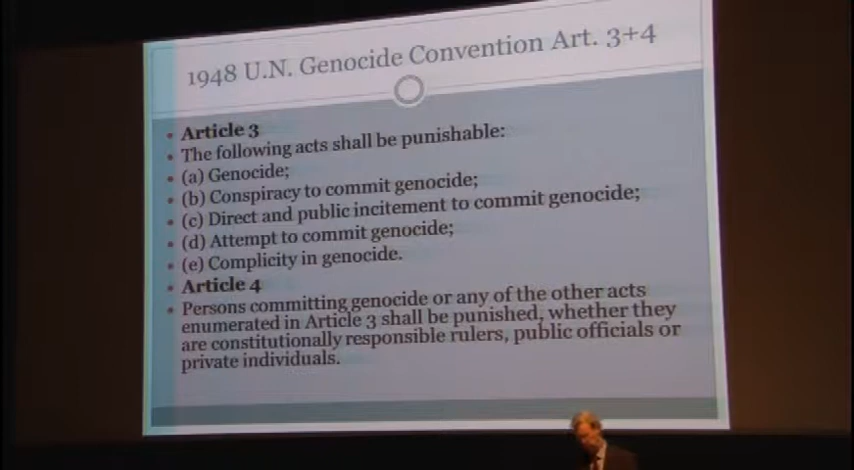 1948 U.N. Genocide Convention Art. 3+4
• Article 3
• The following acts shall be punishable:
• (a) Genocide;
• (b) Conspiracy to commit genocide;
• (c) Direct and public incitement to commit genocide;
• (d) Attempt to commit genocide;
• (e) Complicity in genocide.
• Article 4
• Persons committing genocide or any of the other acts
enumerated in Article 3 shall be punished, whether they
are constitutionally responsible rulers, public officials or
private individuals.